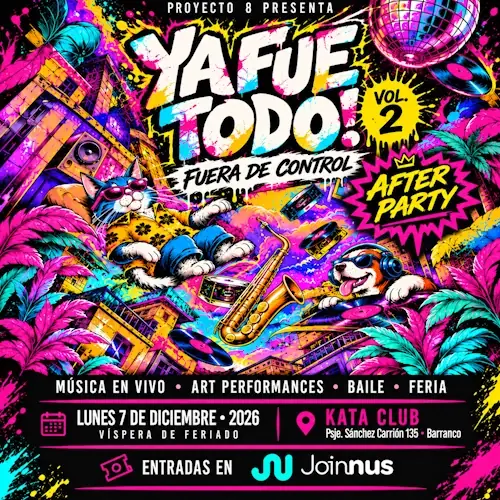 PROYECTO 8 PRESENTA
YA FUE
TODO!
VOL.
2
FUERA DE CONTROL
AFTER
PARTY
MÚSICA EN VIVO • ART PERFORMANCES • BAILE • FERIA
LUNES 7 DE DICIEMBRE • 2026
VÍSPERA DE FERIADO
KATA CLUB
Psje. Sánchez Carrión 135 • Barranco •
ENTRADAS EN Joinnus